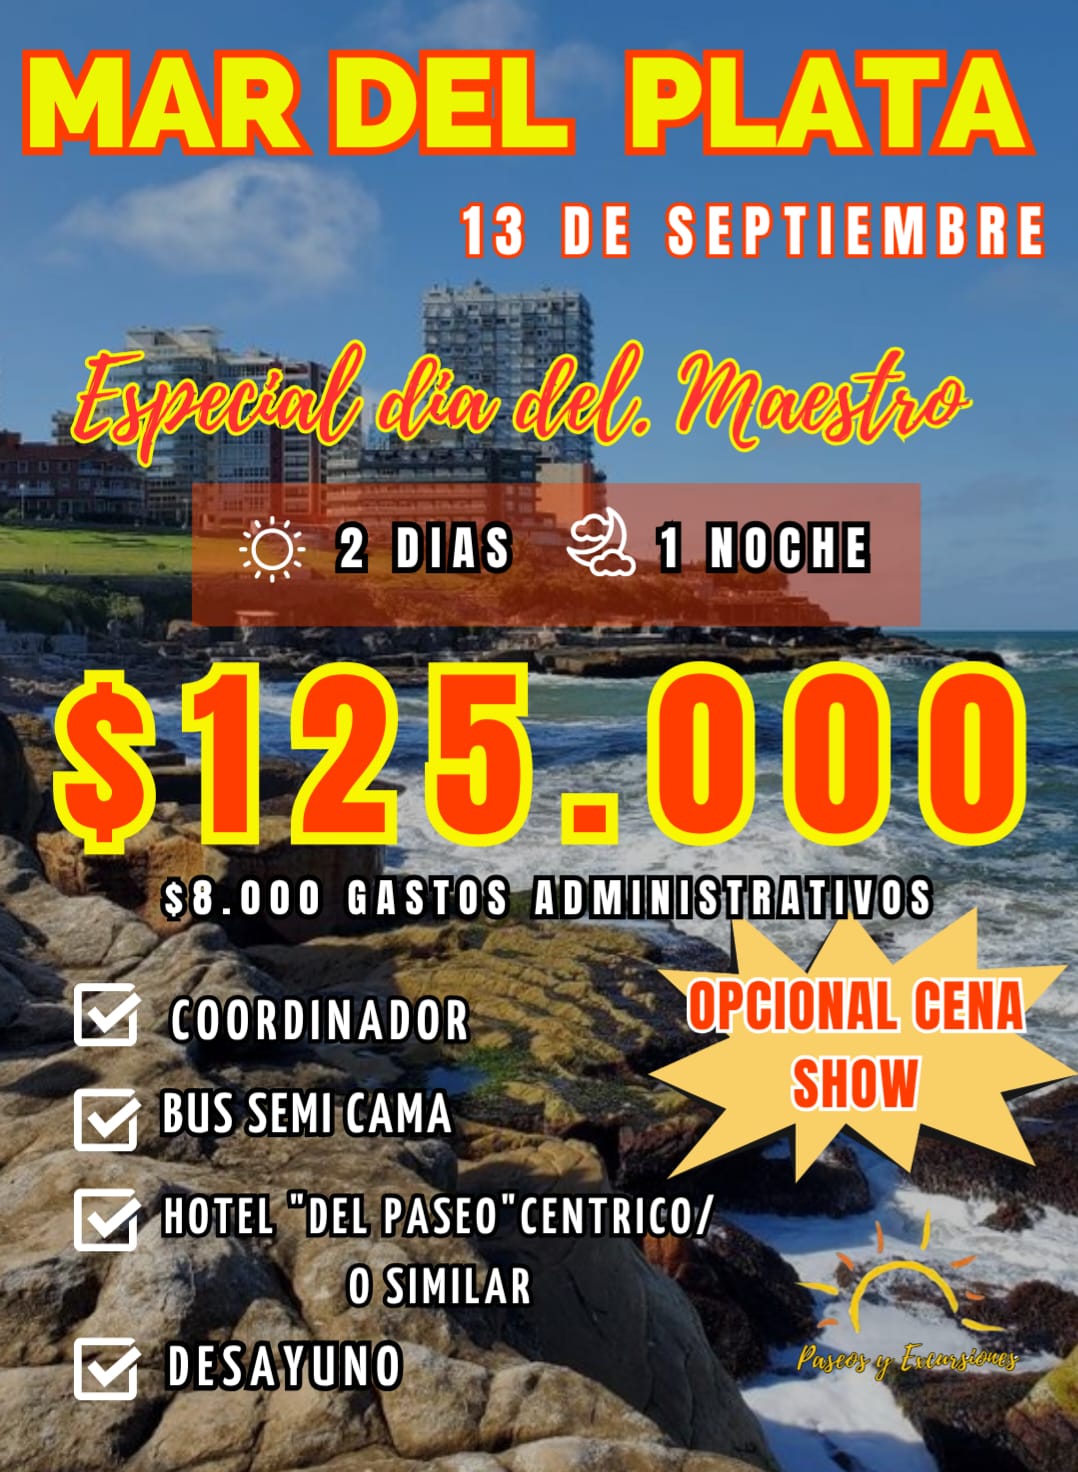 MAR DEL PLATA
13 DE SEPTIEMBRE
Especial dia del. Maestro
2 DIAS 1 NOCHE
$125.000
$8.000 GASTOS ADMINISTRATIVOS
OPCIONAL CENA
SHOW
COORDINADOR
BUS SEMI CAMA
HOTEL "DEL PASEO"CENTRICO/
O SIMILAR
DESAYUNO
Paseos y Excursiones